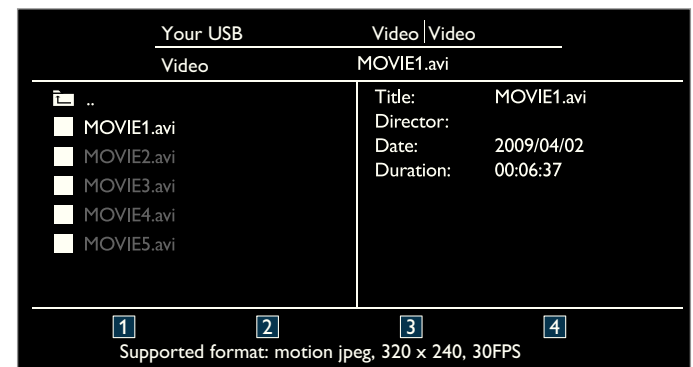 Your USB Video Video
Video MOVIE1.avi
..
MOVIE1.avi
MOVIE2.avi
MOVIE3.avi
MOVIE4.avi
MOVIE5.avi
Title: MOVIE1.avi
Director:
Date: 2009/04/02
Duration: 00:06:37
1 2 3 4
Supported format: motion jpeg, 320 x 240, 30FPS